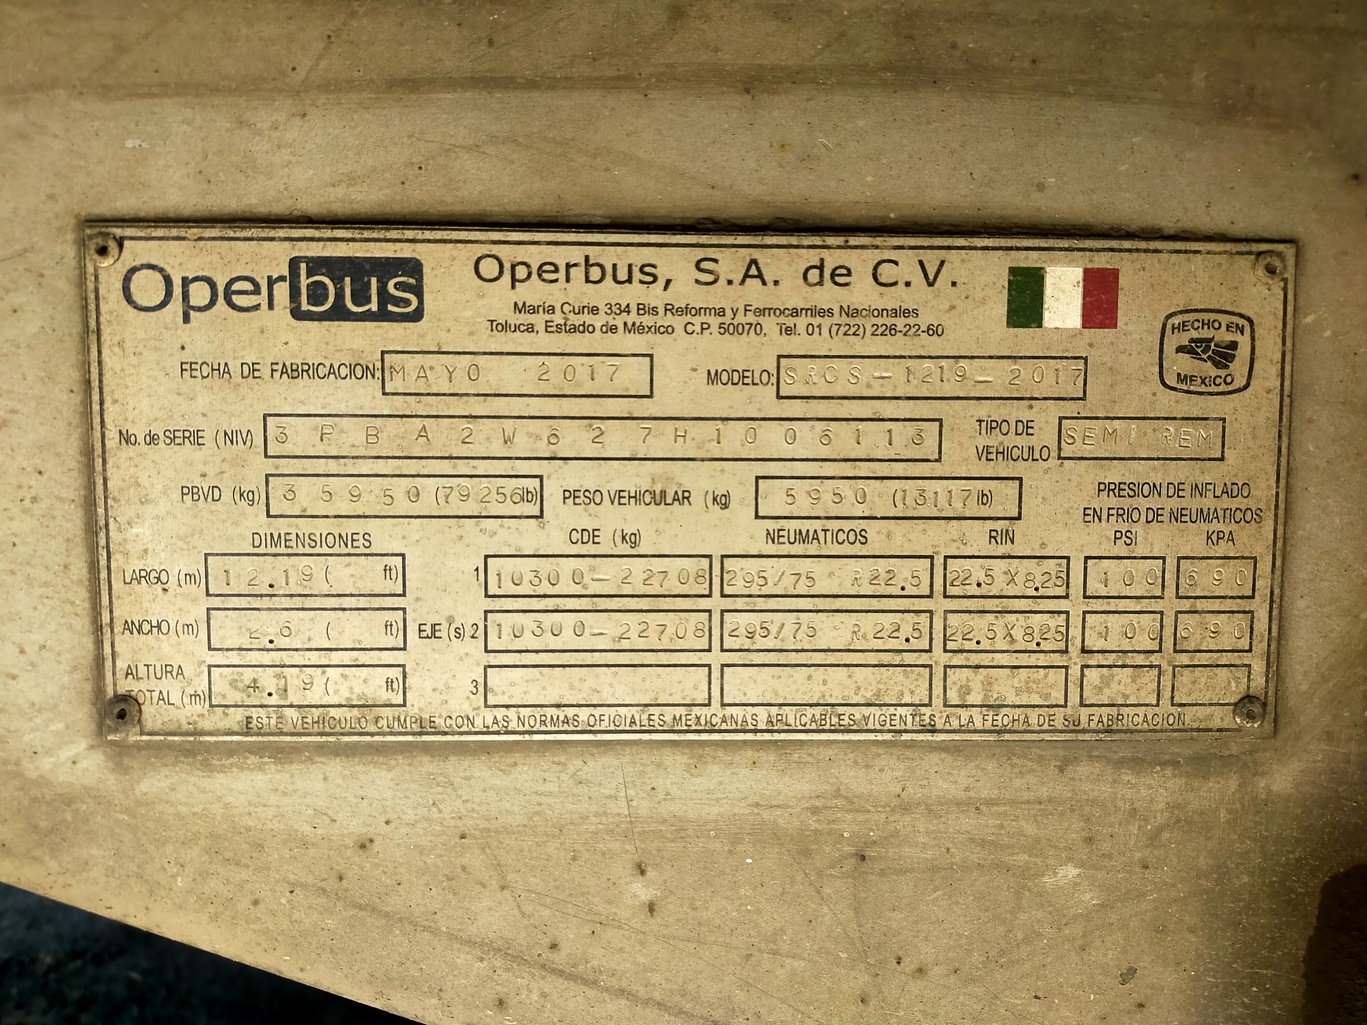 Operbus
Operbus, S.A. de C.V.
María Curie 334 Bis Reforma y Ferrocarriles Nacionales
Toluca, Estado de México C.P. 50070, Tel. 01 (722) 226-22-60
HECHO EN
MEXICO
FECHA DE FABRICACION: MAYO 2017 MODELO: SRCS-1219-2017
No. de SERIE (NIV) 3PBA2W627H1006113 TIPO DE
VEHICULO SEMI REM
PBVD (kg) 35950 (79256lb) PESO VEHICULAR (kg) 5950 (13117lb) PRESION DE INFLADO
EN FRIO DE NEUMATICOS
DIMENSIONES CDE (kg) NEUMATICOS RIN PSI KPA
LARGO (m) 12.19 ( ft) 1 10300-22708 295/75 R22.5 22.5X8.25 100 690
ANCHO (m) 2.6 ( ft) EJE (s) 2 10300-22708 295/75 R22.5 22.5X8.25 100 690
ALTURA
TOTAL (m) 4.19 ( ft) 3
ESTE VEHICULO CUMPLE CON LAS NORMAS OFICIALES MEXICANAS APLICABLES VIGENTES A LA FECHA DE SU FABRICACION.